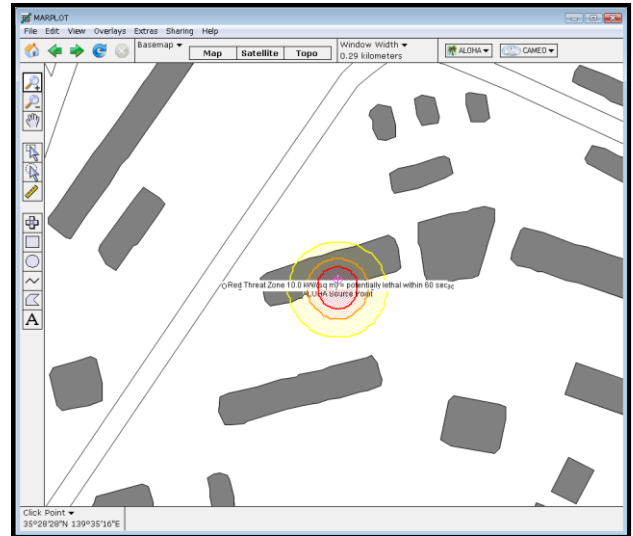 MARPLOT
File Edit View Overlays Extras Sharing Help
Basemap
Map Satellite Topo
Window Width
0.29 kilometers
ALOHA
CAMEO
Red Threat Zone 10.0 kW/(sq m) = potentially lethal within 60 sec
ALOHA Source Point
A
Click Point
35°28'28"N 139°35'16"E